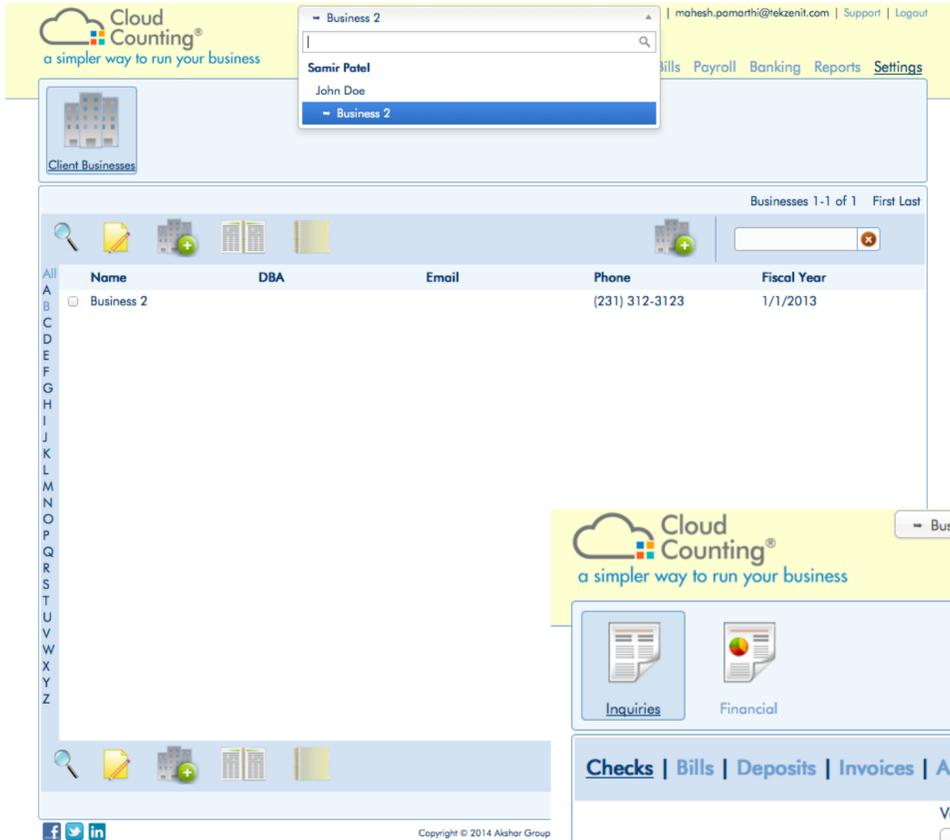 Cloud
Counting®
a simpler way to run your business
Business 2
| mahesh.pamarthi@tekzenit.com | Support | Logout
Samir Patel
John Doe
Business 2
Bills Payroll Banking Reports Settings
Client Businesses
Businesses 1-1 of 1 First Last
All
Name DBA Email Phone Fiscal Year
Business 2 (231) 312-3123 1/1/2013
A
B
C
D
E
F
G
H
I
J
K
L
M
N
O
P
Q
R
S
T
U
V
W
X
Y
Z
f in
Copyright © 2014 Akshar Group
Cloud
Counting®
a simpler way to run your business
Bus
Inquiries Financial
Checks | Bills | Deposits | Invoices | A